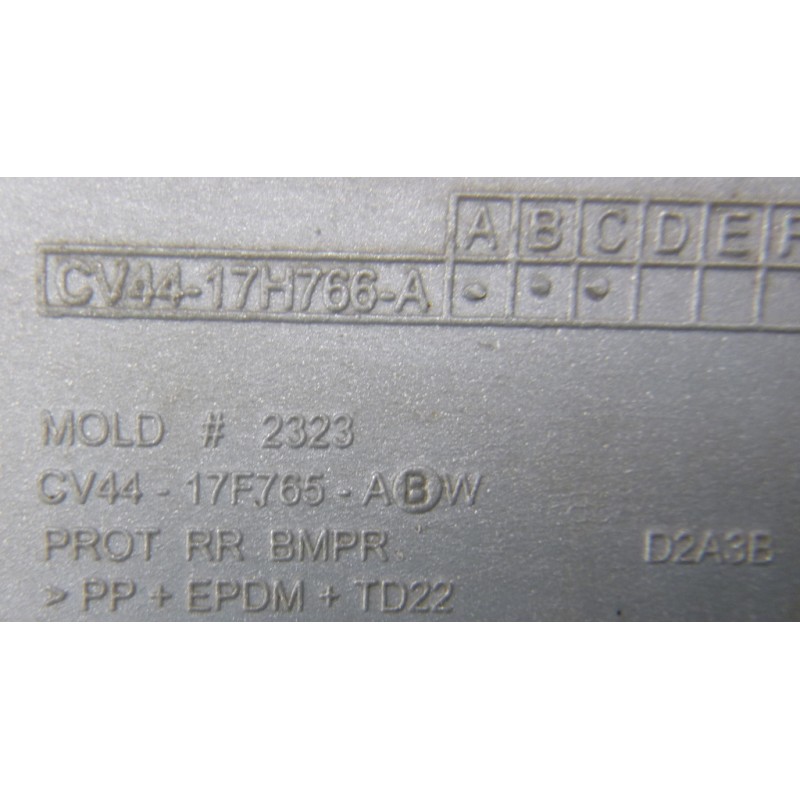 A B C D E F
CV44-17H766-A
MOLD # 2323
CV44 - 17F765 - ABW
PROT RR BMPR D2A3B
> PP + EPDM + TD22